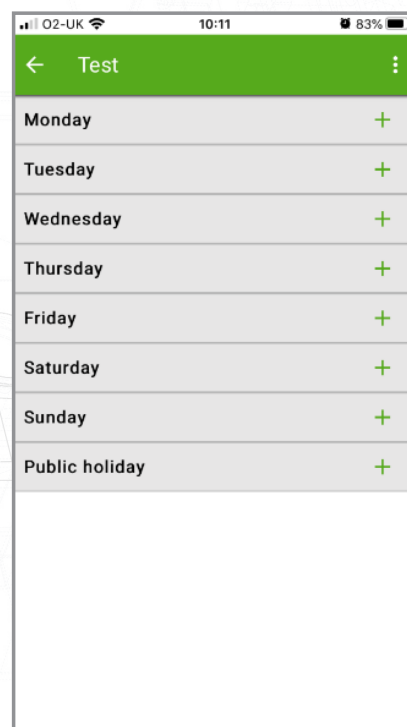 O2-UK 10:11 83%
Test
Monday
Tuesday
Wednesday
Thursday
Friday
Saturday
Sunday
Public holiday